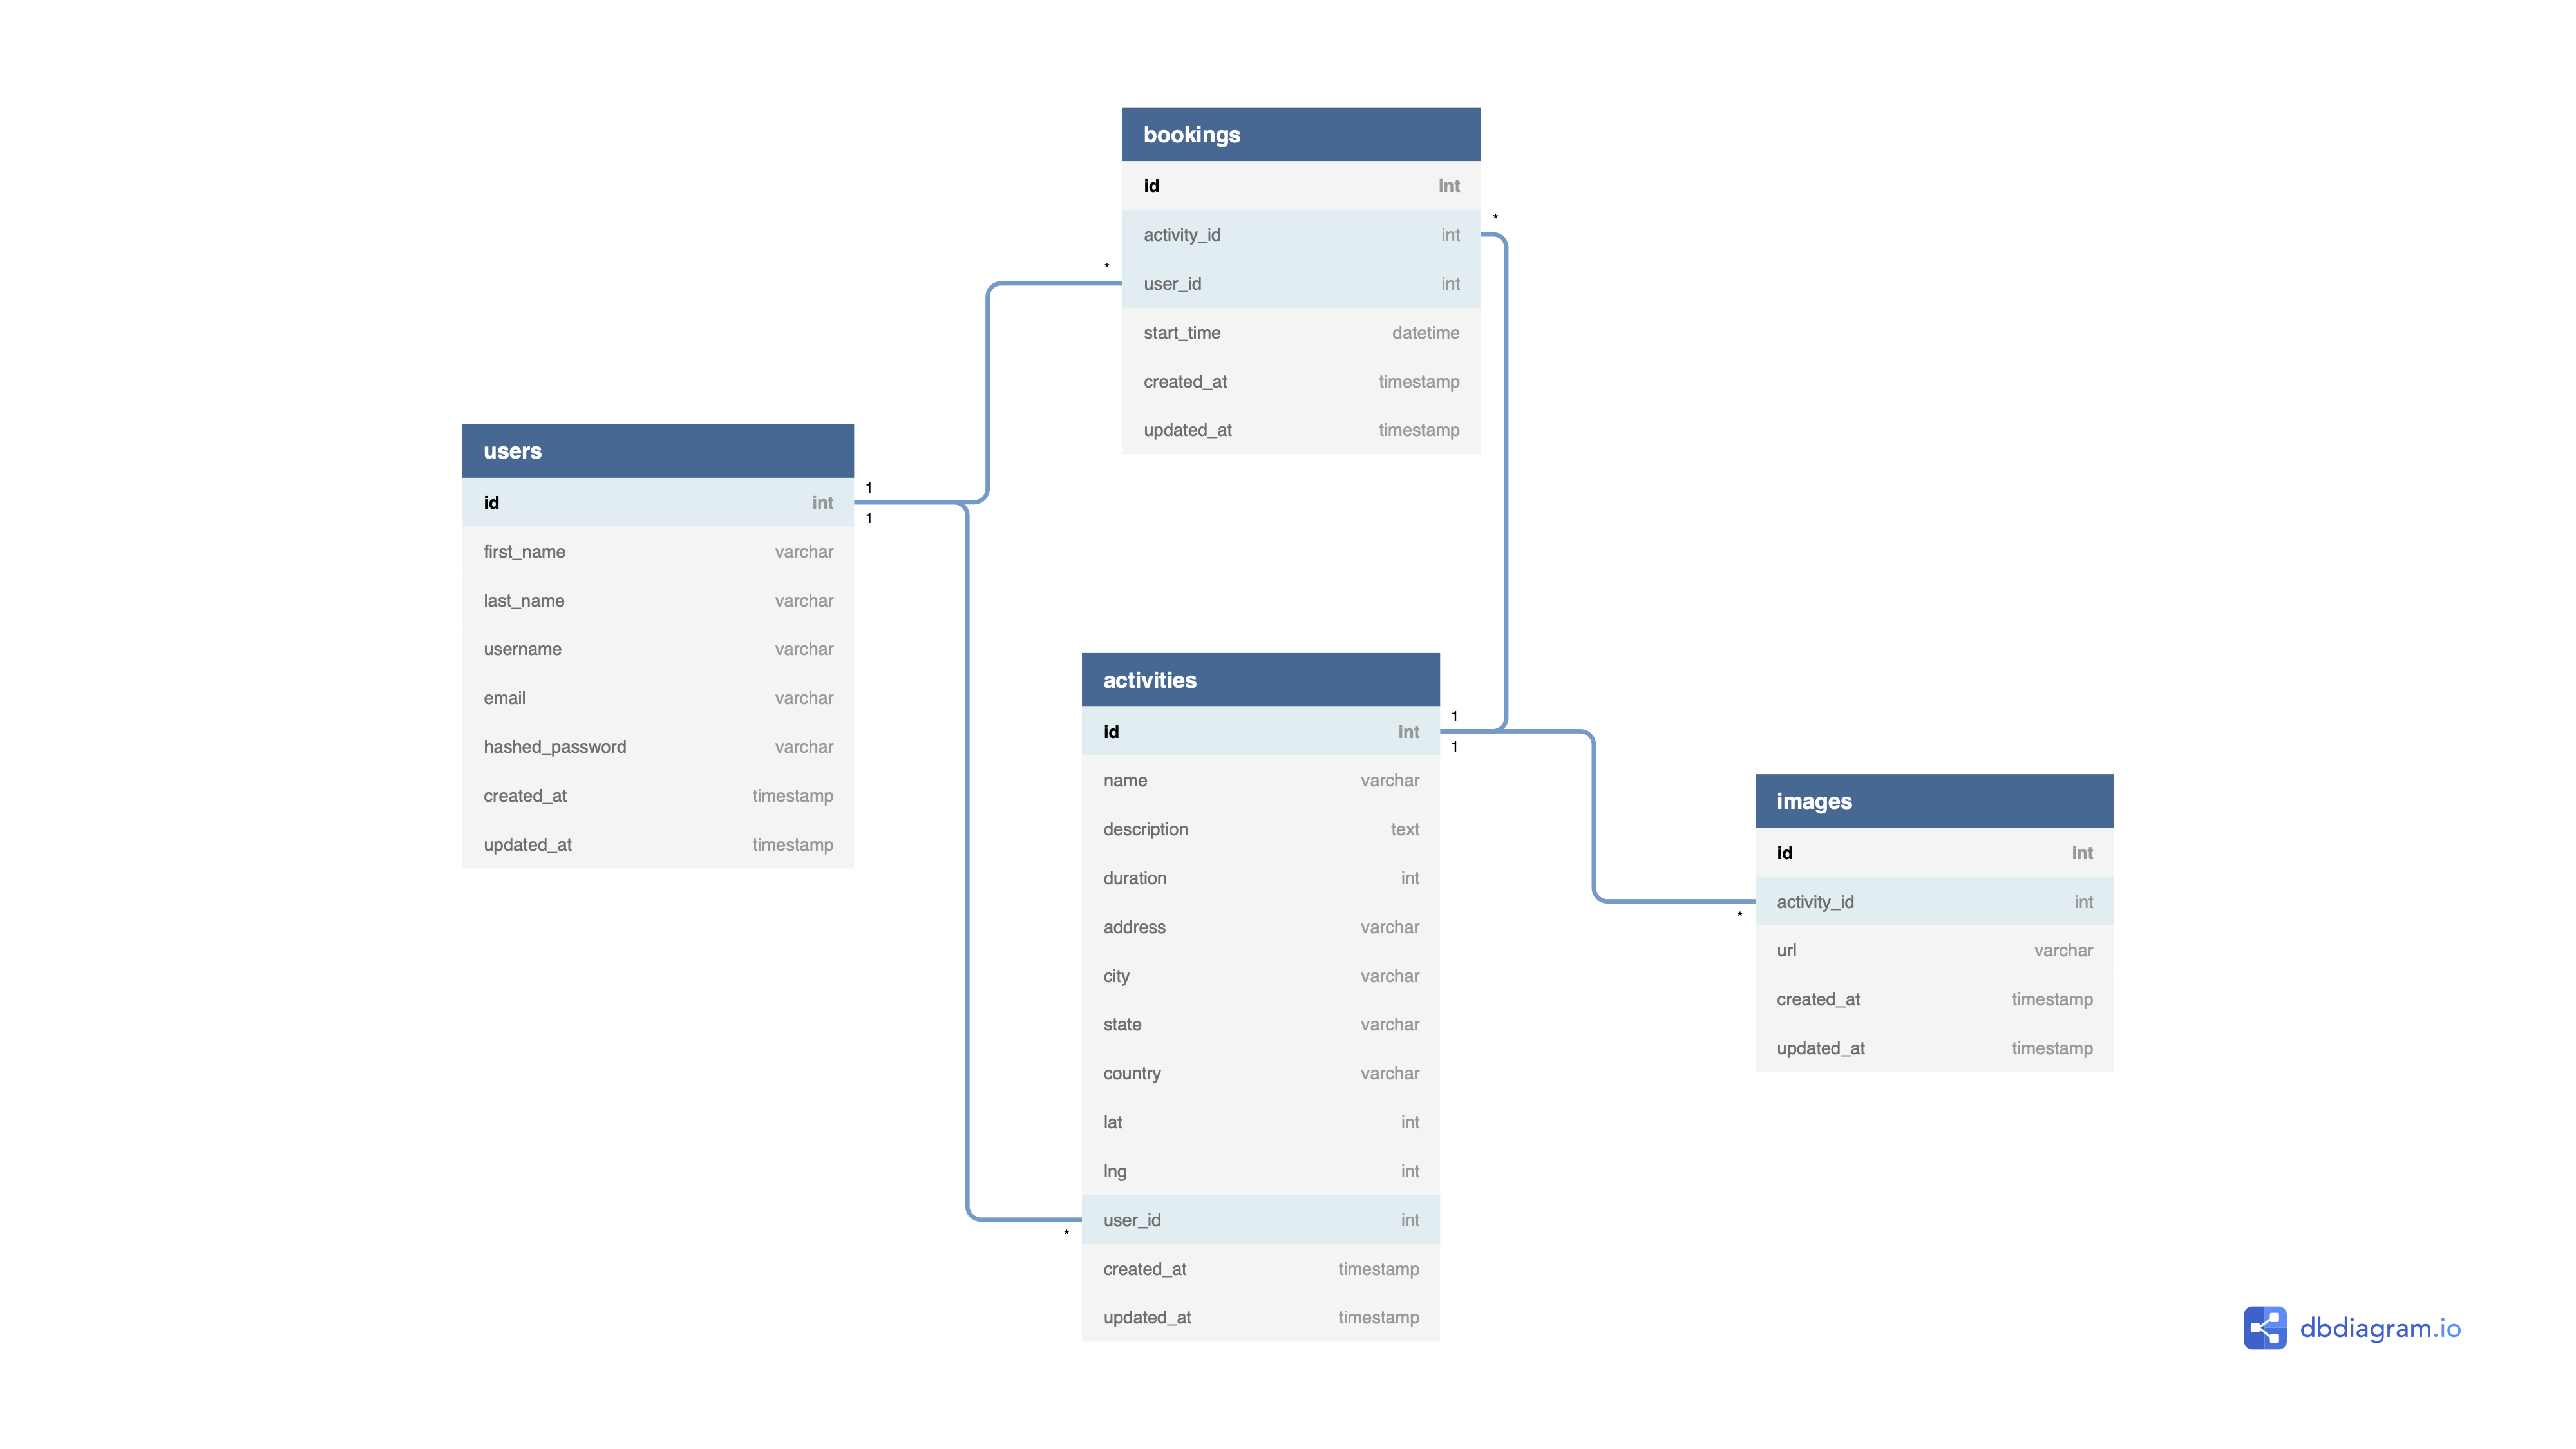 bookings
id int
*
activity_id int
*
user_id int
start_time datetime
created_at timestamp
updated_at timestamp
users
1
id int
1
first_name varchar
last_name varchar
username varchar
email varchar
hashed_password varchar
created_at timestamp
updated_at timestamp
activities
1
id int
1
name varchar
description text
duration int
address varchar
city varchar
state varchar
country varchar
lat int
lng int
user_id int
*
created_at timestamp
updated_at timestamp
images
id int
activity_id int
*
url varchar
created_at timestamp
updated_at timestamp
dbdiagram.io